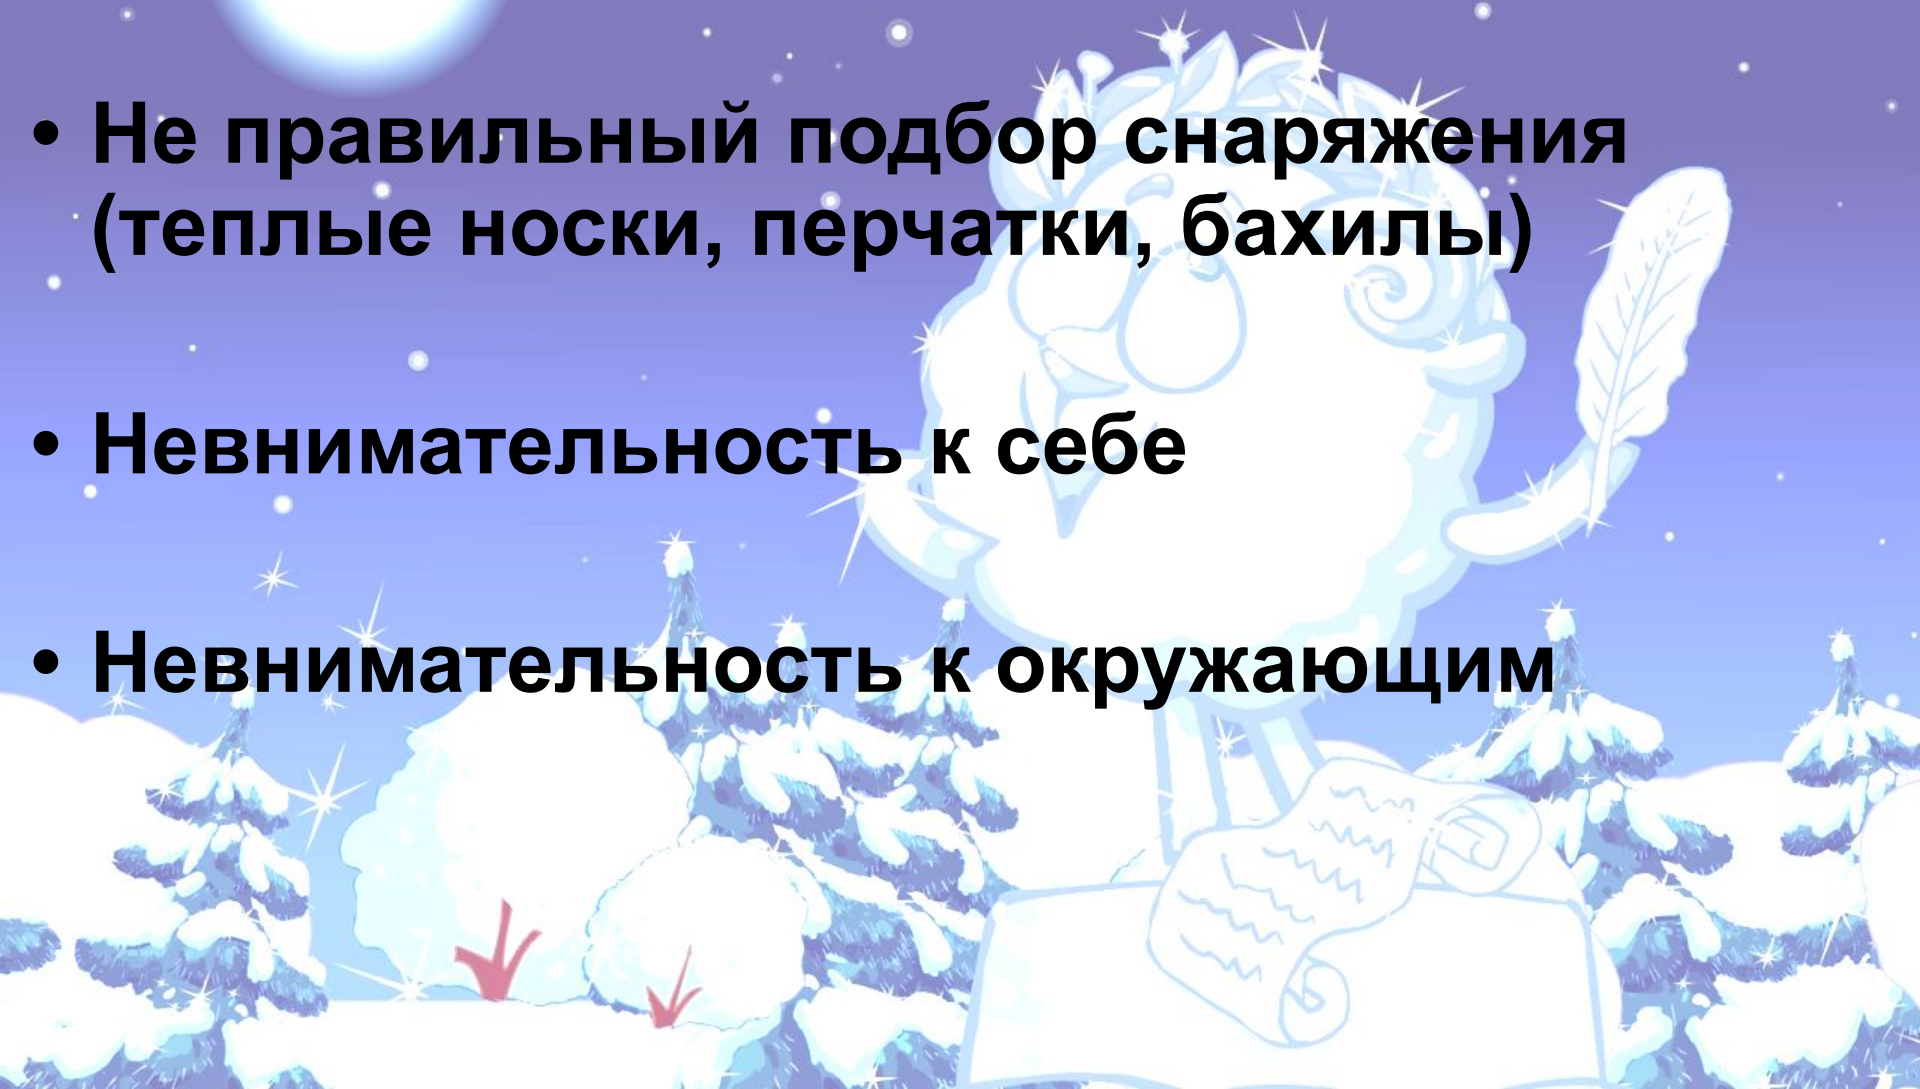 • Не правильный подбор снаряжения
(теплые носки, перчатки, бахилы)
• Невнимательность к себе
• Невнимательность к окружающим